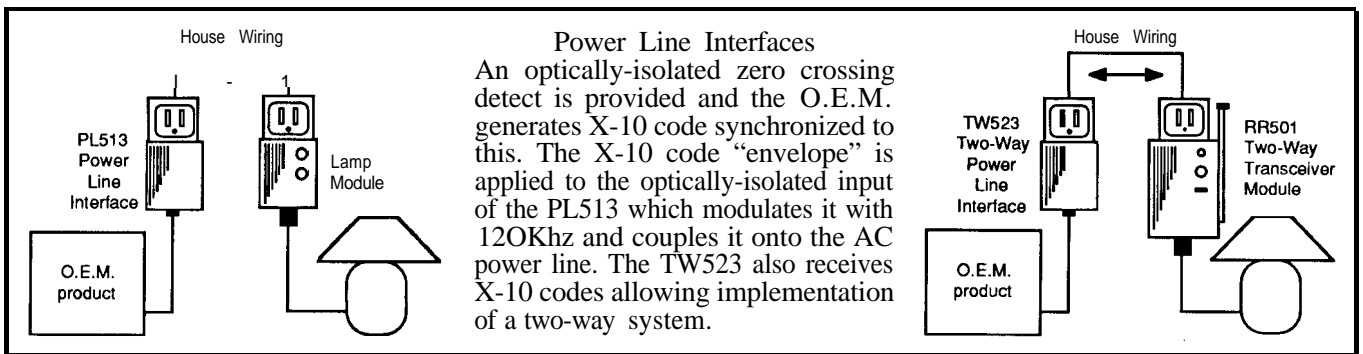 House Wiring
PL513
Power
Line
Interface
Lamp
Module
O.E.M.
product
Power Line Interfaces
An optically-isolated zero crossing
detect is provided and the O.E.M.
generates X-10 code synchronized to
this. The X-10 code “envelope” is
applied to the optically-isolated input
of the PL513 which modulates it with
12OKhz and couples it onto the AC
power line. The TW523 also receives
X-10 codes allowing implementation
of a two-way system.
House Wiring
TW523
Two-Way
Power
Line
Interface
RR501
Two-Way
Transceiver
Module
O.E.M.
product